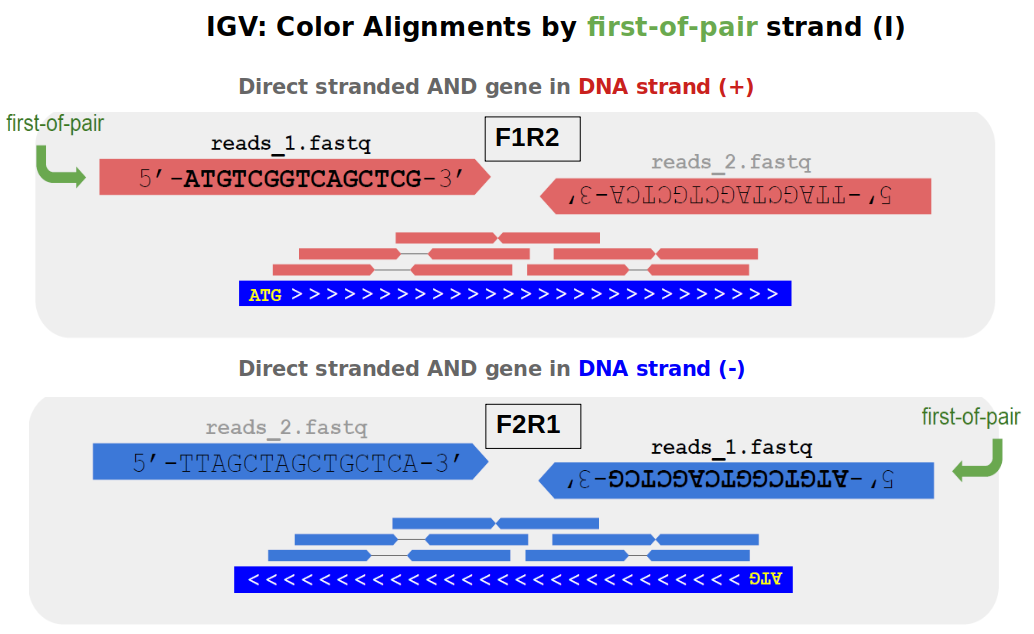 IGV: Color Alignments by first-of-pair strand (I)
Direct stranded AND gene in DNA strand (+)
first-of-pair
reads_1.fastq
F1R2
reads_2.fastq
5′-ATGTCGGTCAGCTCG-3′
5′-TTAGCTAGCTGCTCA-3′
ATG > > > > > > > > > > > > > > > > > > > > > > > > > > > >
Direct stranded AND gene in DNA strand (-)
first-of-pair
reads_2.fastq
F2R1
reads_1.fastq
5′-TTAGCTAGCTGCTCA-3′
5′-ATGTCGGTCAGCTCG-3′
< < < < < < < < < < < < < < < < < < < < < < < < < < < < ATG